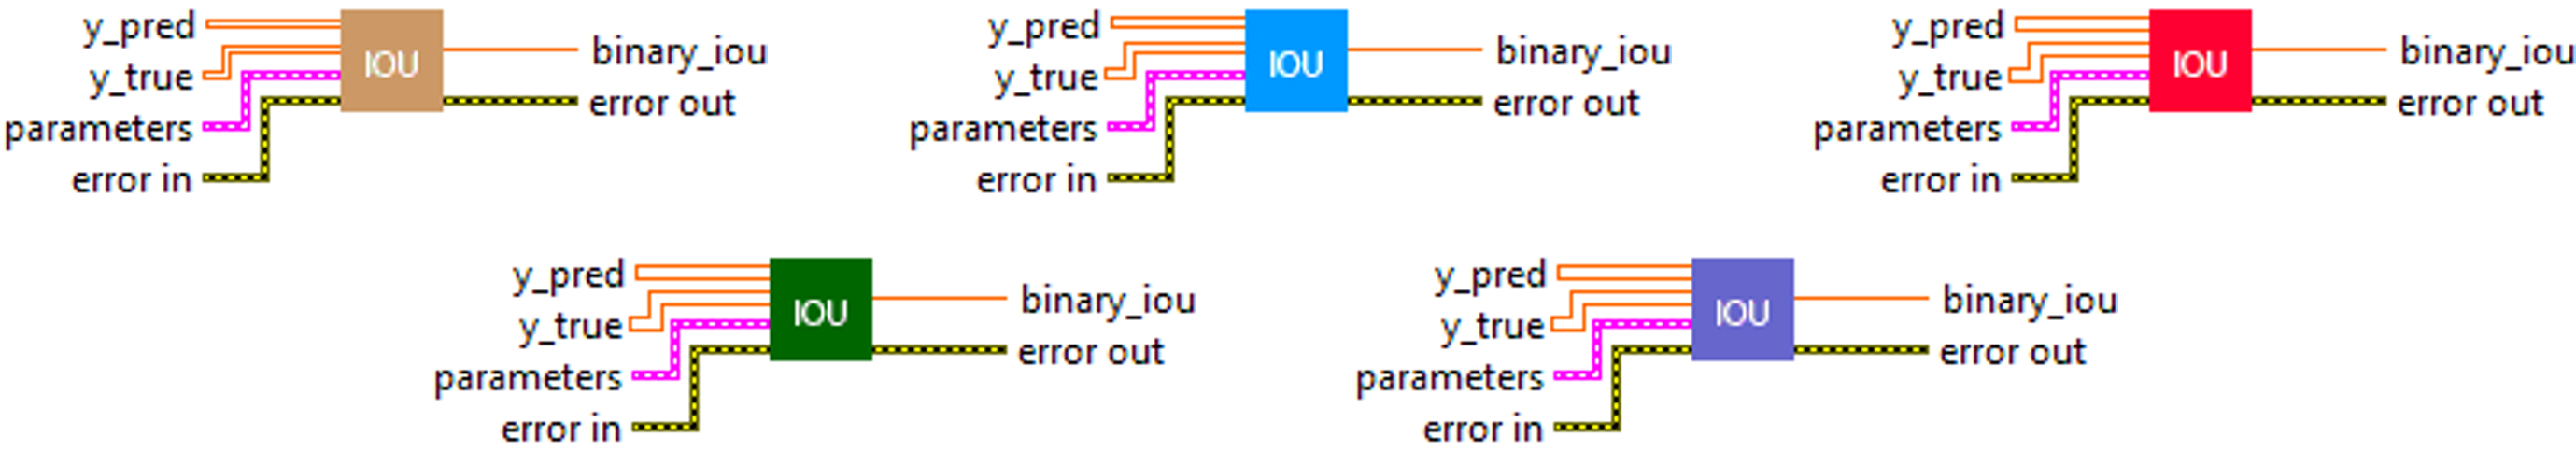 y_pred
IOU
binary_iou
y_true
error out
parameters
error in
y_pred
IOU
binary_iou
y_true
error out
parameters
error in
y_pred
IOU
binary_iou
y_true
error out
parameters
error in
y_pred
IOU
binary_iou
y_true
error out
parameters
error in
y_pred
IOU
binary_iou
y_true
error out
parameters
error in